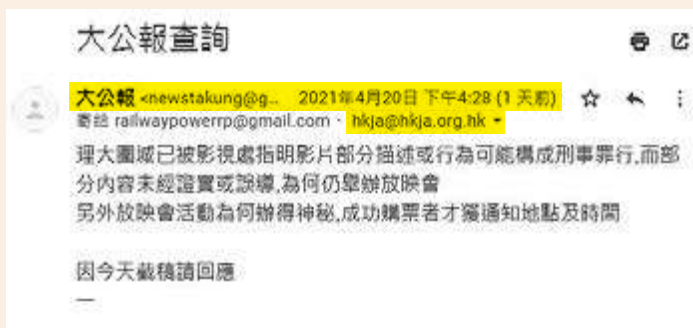 大公報查詢
大公報 <newstakung@g... 2021年4月20日 下午4:28 (1 天前)
寄給 railwaypowerrp@gmail.com、hkja@hkja.org.hk
理大圍城已被影視處指明影片部分描述或行為可能構成刑事罪行,而部
分內容未經證實或誤導,為何仍舉辦放映會
另外放映會活動為何辦得神秘,成功購票者才獲通知地點及時間
因今天截稿請回應
—